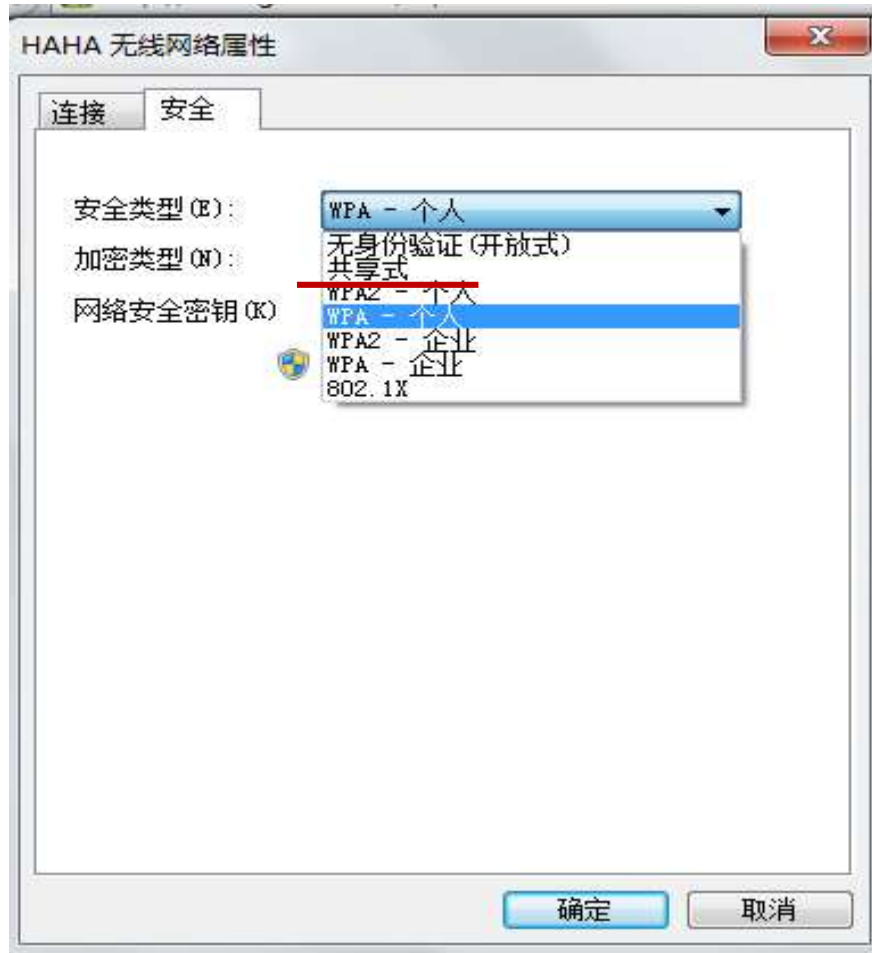 HAHA 无线网络属性
连接 安全
安全类型(E): WPA - 个人
无身份验证(开放式)
加密类型(N):
共享式
WPA2 - 个人
网络安全密钥(K)
WPA - 个人
WPA2 - 企业
WPA - 企业
802.1X
确定 取消